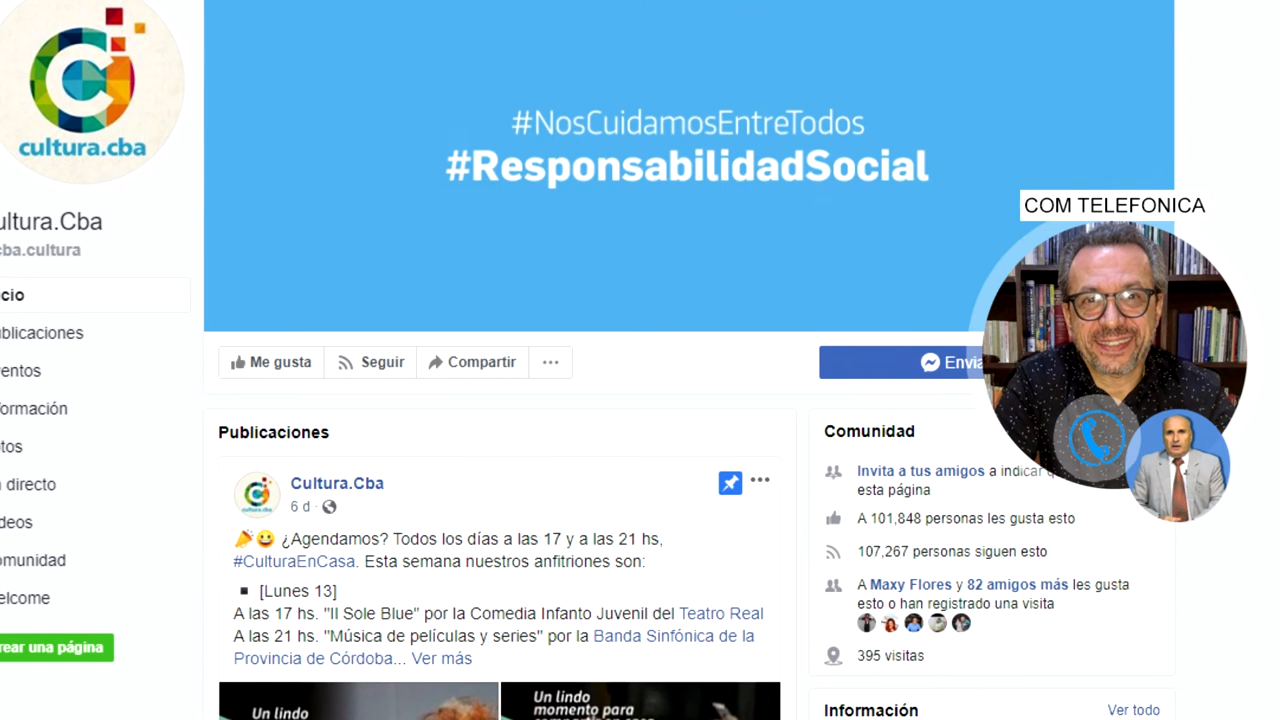 cultura.cba
#NosCuidamosEntreTodos
#ResponsabilidadSocial
COM TELEFONICA
ultura.Cba
cba.cultura
cio
ublicaciones
entos
formación
tos
n directo
deos
omunidad
elcome
rear una página
Me gusta
Seguir
Compartir
Envia
Publicaciones
Cultura.Cba
6 d ·
¿Agendamos? Todos los días a las 17 y a las 21 hs,
#CulturaEnCasa. Esta semana nuestros anfitriones son:
[Lunes 13]
A las 17 hs. "Il Sole Blue" por la Comedia Infanto Juvenil del Teatro Real
A las 21 hs. "Música de películas y series" por la Banda Sinfónica de la
Provincia de Córdoba... Ver más
Un lindo
Un lindo
momento para
Comunidad
Invita a tus amigos a indicar
esta página
A 101,848 personas les gusta esto
107,267 personas siguen esto
A Maxy Flores y 82 amigos más les gusta
esto o han registrado una visita
395 visitas
Información
Ver todo